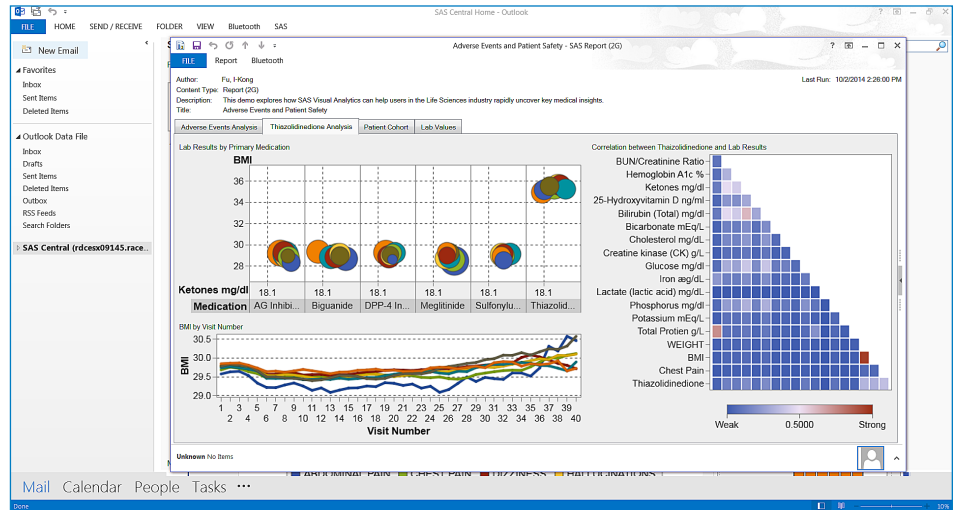 SAS Central Home - Outlook
FILE HOME SEND / RECEIVE FOLDER VIEW Bluetooth SAS
New Email
Favorites
Inbox
Sent Items
Deleted Items
Outlook Data File
Inbox
Drafts
Sent Items
Deleted Items
Outbox
RSS Feeds
Search Folders
SAS Central (rdcesx09145.race..
Adverse Events and Patient Safety - SAS Report (2G)
FILE Report Bluetooth
Author: Fu, I-Kong
Last Run: 10/2/2014 2:26:00 PM
Content Type: Report (2G)
Description: This demo explores how SAS Visual Analytics can help users in the Life Sciences industry rapidly uncover key medical insights.
Title: Adverse Events and Patient Safety
Adverse Events Analysis Thiazolidinedione Analysis Patient Cohort Lab Values
Lab Results by Primary Medication
BMI
36
34
32
30
28
Ketones mg/dl 18.1 18.1 18.1 18.1 18.1 18.1
Medication AG Inhibi... Biguanide DPP-4 In... Meglitinide Sulfonylu... Thiazolid...
BMI by Visit Number
BMI
30.5
30.0
29.5
29.0
1 3 5 7 9 11 13 15 17 19 21 23 25 27 29 31 33 35 37 39
2 4 6 8 10 12 14 16 18 20 22 24 26 28 30 32 34 36 38 40
Visit Number
Correlation between Thaizolidinedione and Lab Results
BUN/Creatinine Ratio
Hemoglobin A1c %
Ketones mg/dl
25-Hydroxyvitamin D ng/ml
Bilirubin (Total) mg/dl
Bicarbonate mEq/L
Cholesterol mg/dL
Creatine kinase (CK) g/L
Glucose mg/dl
Iron æg/dL
Lactate (lactic acid) mg/dL
Phosphorus mg/dl
Potassium mEq/L
Total Protien g/L
WEIGHT
BMI
Chest Pain
Thiazolidinedione
Weak 0.5000 Strong
Unknown No Items
ABDOMINAL PAIN CHEST PAIN DIZZINESS HALLUCINATIONS
Mail Calendar People Tasks
Done
10%